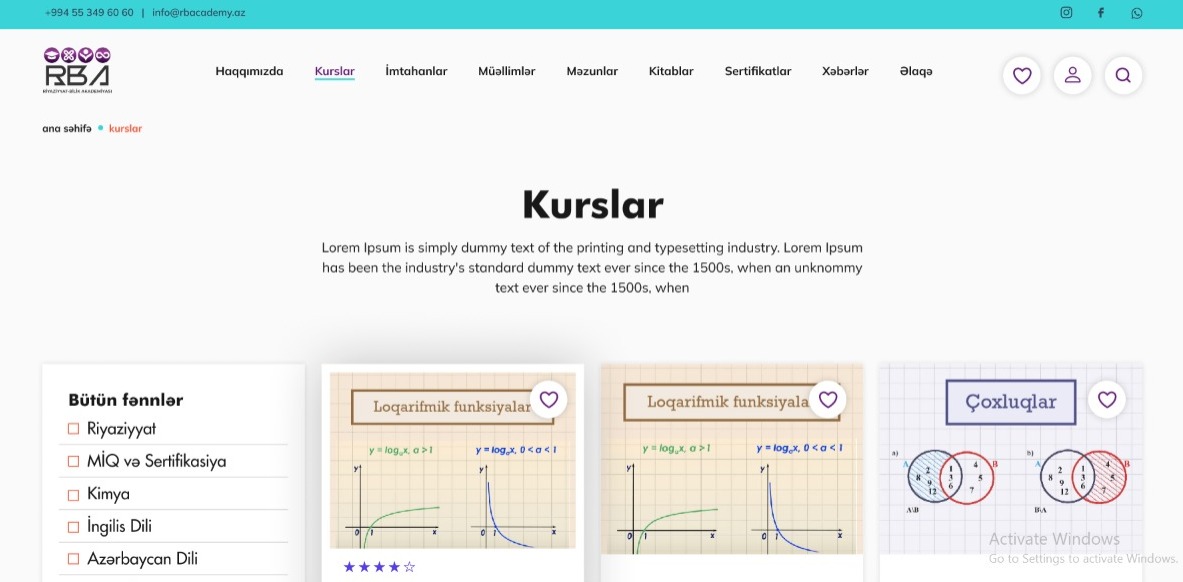 +994 55 349 60 60 | info@rbacademy.az
RBA
RİYAZİYYAT-BİLİK AKADEMİYASI
Haqqımızda Kurslar İmtahanlar Müəllimlər Məzunlar Kitablar Sertifikatlar Xəbərlər Əlaqə
ana səhifə • kurslar
Kurslar
Lorem Ipsum is simply dummy text of the printing and typesetting industry. Lorem Ipsum
has been the industry's standard dummy text ever since the 1500s, when an unknommy
text ever since the 1500s, when
Bütün fənnlər
Riyaziyyat
MİQ və Sertifikasiya
Kimya
İngilis Dili
Azərbaycan Dili
Loqarifmik funksiyalar
y = logₐx, a > 1 y = logₐx, 0 < a < 1
y y
0 1 x 0 1 x
Loqarifmik funksiyala
y = logₐx, a > 1 y = logₐx, 0 < a < 1
y y
0 1 x 0 1 x
Çoxluqlar
a) A B 8 2 9 12 1 3 6 4 5 7
A\B
b) A B 8 2 9 12 1 3 6 4 5 7
B\A
Activate Windows
Go to Settings to activate Windows.